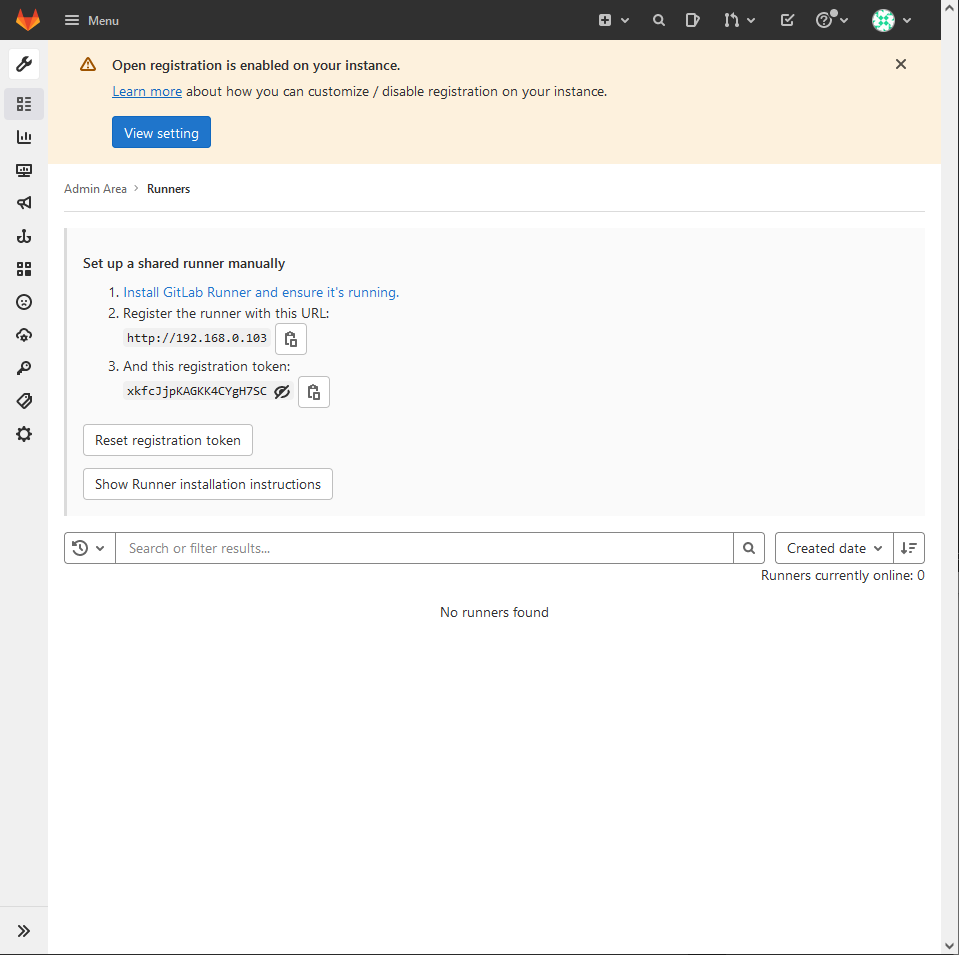 Menu
Open registration is enabled on your instance.
Learn more about how you can customize / disable registration on your instance.
View setting
Admin Area › Runners
Set up a shared runner manually
1. Install GitLab Runner and ensure it's running.
2. Register the runner with this URL:
http://192.168.0.103
3. And this registration token:
xkfcJjpKAGKK4CYgH7SC
Reset registration token
Show Runner installation instructions
Search or filter results...
Created date
Runners currently online: 0
No runners found